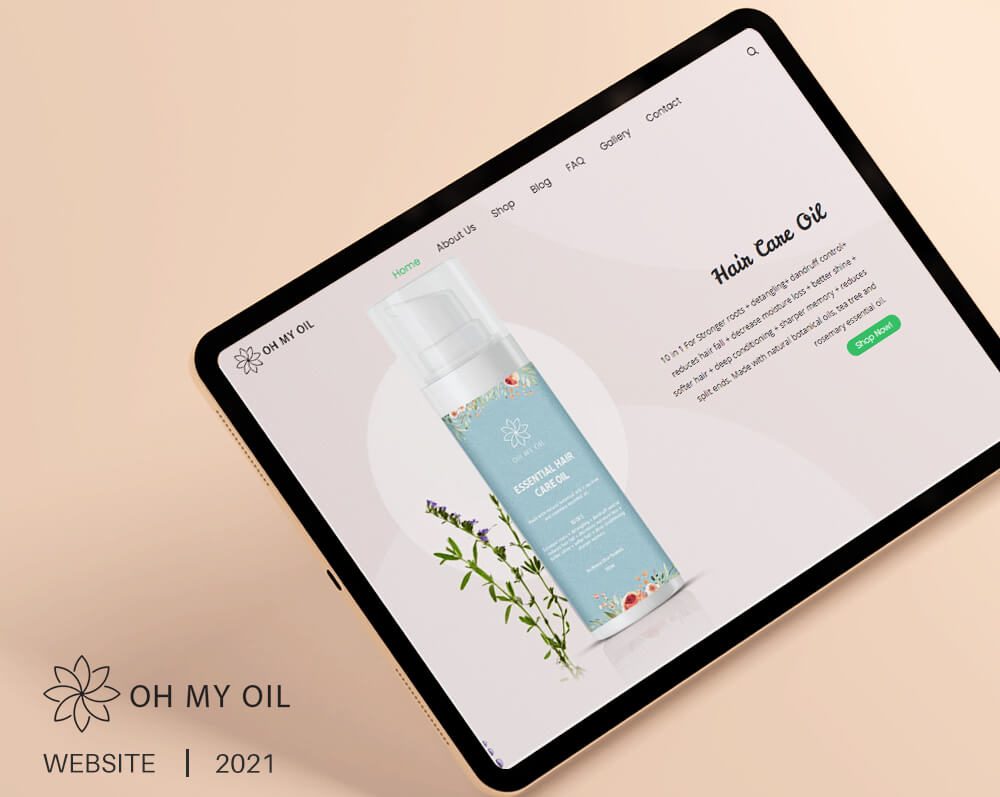 Home
About Us
Shop
Blog
FAQ
Gallery
Contact
OH MY OIL
Hair Care Oil
10 in 1 For Stronger roots + detangling+ dandruff control+
reduces hair fall + decrease moisture loss + better shine +
softer hair + deep conditioning + sharper memory + reduces
split ends. Made with natural botanical oils, tea tree and
rosemary essential oil.
Shop Now!
OH MY OIL
ESSENTIAL HAIR
CARE OIL
OH MY OIL
WEBSITE | 2021